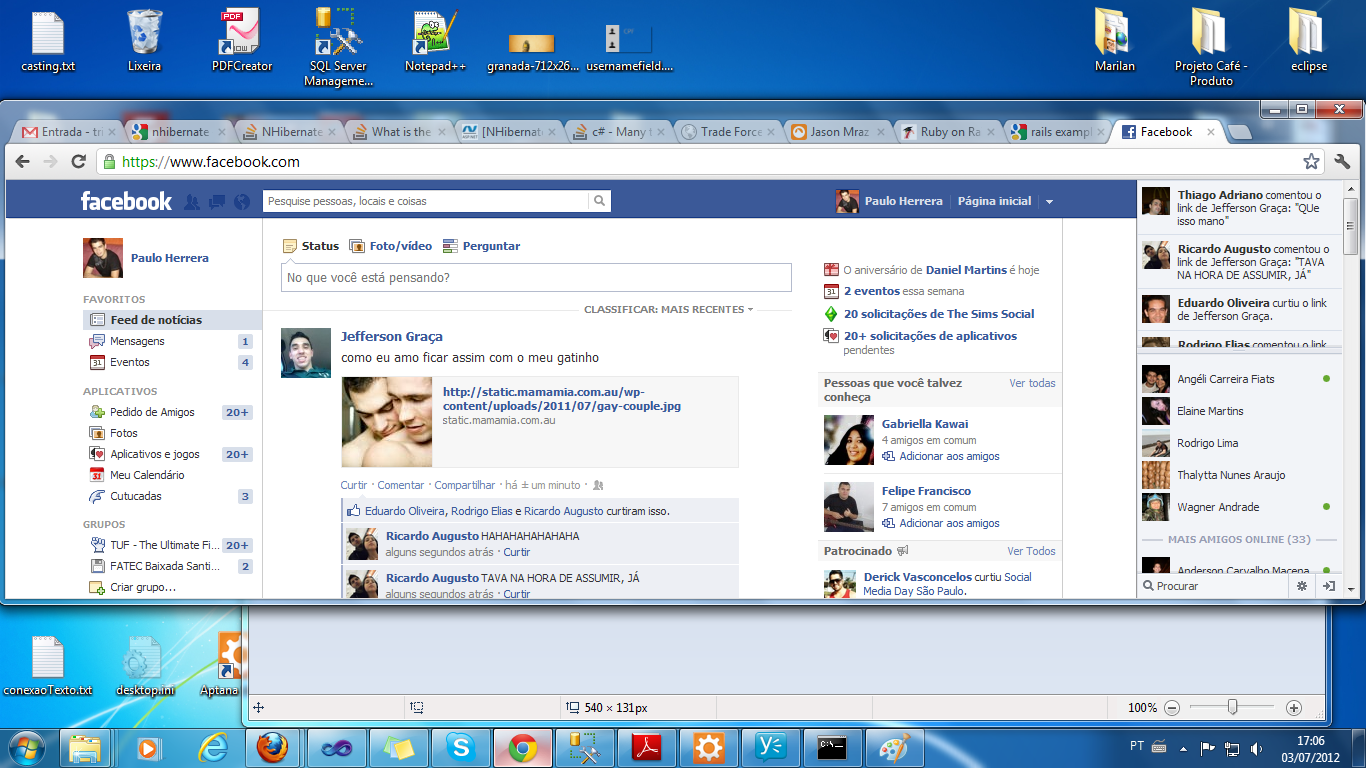 casting.txt
Lixeira
PDFCreator
SQL Server
Manageme...
Notepad++
granada-712x26...
usernamefield....
Marilan
Projeto Café -
Produto
eclipse
Entrada - tr
nhibernate
NHibernate
What is the
[NHibernat
c# - Many t
Trade Force
Jason Mraz
Ruby on Ra
rails exampl
Facebook
https://www.facebook.com
facebook
Pesquise pessoas, locais e coisas
Paulo Herrera
Página inicial
Paulo Herrera
FAVORITOS
Feed de notícias
Mensagens 1
Eventos 4
APLICATIVOS
Pedido de Amigos 20+
Fotos
Aplicativos e jogos 20+
Meu Calendário
Cutucadas 3
GRUPOS
TUF - The Ultimate Fi... 20+
FATEC Baixada Santi... 2
Criar grupo...
Status Foto/vídeo Perguntar
No que você está pensando?
CLASSIFICAR: MAIS RECENTES
Jefferson Graça
como eu amo ficar assim com o meu gatinho
http://static.mamamia.com.au/wp-
content/uploads/2011/07/gay-couple.jpg
static.mamamia.com.au
Curtir · Comentar · Compartilhar · há ± um minuto ·
Eduardo Oliveira, Rodrigo Elias e Ricardo Augusto curtiram isso.
Ricardo Augusto HAHAHAHAHAHAHA
alguns segundos atrás · Curtir
Ricardo Augusto TAVA NA HORA DE ASSUMIR, JÁ
alguns segundos atrás · Curtir
O aniversário de Daniel Martins é hoje
2 eventos essa semana
20 solicitações de The Sims Social
20+ solicitações de aplicativos
pendentes
Pessoas que você talvez
conheça
Ver todas
Gabriella Kawai
4 amigos em comum
Adicionar aos amigos
Felipe Francisco
7 amigos em comum
Adicionar aos amigos
Patrocinado
Ver Todos
Derick Vasconcelos curtiu Social
Media Day São Paulo.
Thiago Adriano comentou o
link de Jefferson Graça: "QUe
isso mano"
Ricardo Augusto comentou o
link de Jefferson Graça: "TAVA
NA HORA DE ASSUMIR, JÁ"
Eduardo Oliveira curtiu o link
de Jefferson Graça.
Rodrigo Elias comentou o link
Angéli Carreira Fiats
Elaine Martins
Rodrigo Lima
Thalytta Nunes Araujo
Wagner Andrade
MAIS AMIGOS ONLINE (33)
Anderson Carvalho Macena
Procurar
conexaoTexto.txt
desktop.ini
Aptana
540 × 131px
100%
PT
17:06
03/07/2012